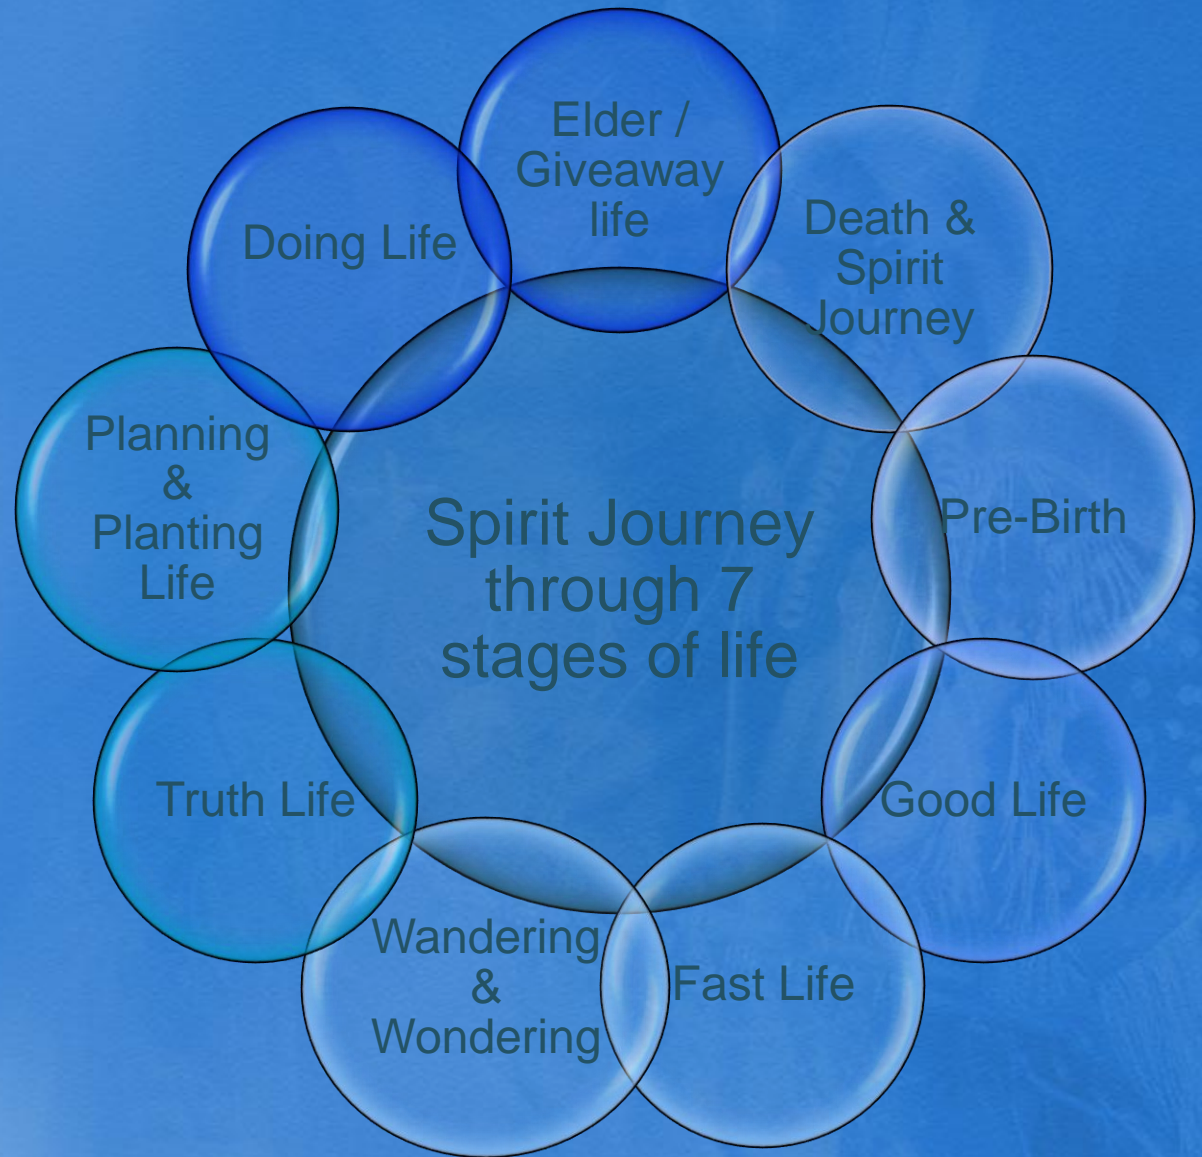 Elder /
Giveaway
life
Death &
Spirit
Journey
Pre-Birth
Good Life
Fast Life
Wandering
&
Wondering
Truth Life
Planning
&
Planting
Life
Doing Life
Spirit Journey
through 7
stages of life